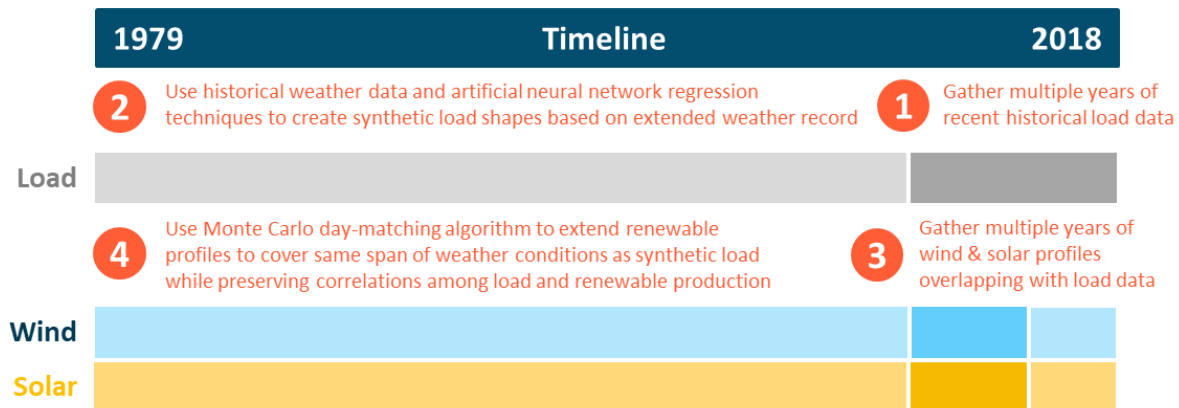 1979 Timeline 2018
2 Use historical weather data and artificial neural network regression
techniques to create synthetic load shapes based on extended weather record
1 Gather multiple years of
recent historical load data
Load
4 Use Monte Carlo day-matching algorithm to extend renewable
profiles to cover same span of weather conditions as synthetic load
while preserving correlations among load and renewable production
3 Gather multiple years of
wind & solar profiles
overlapping with load data
Wind
Solar